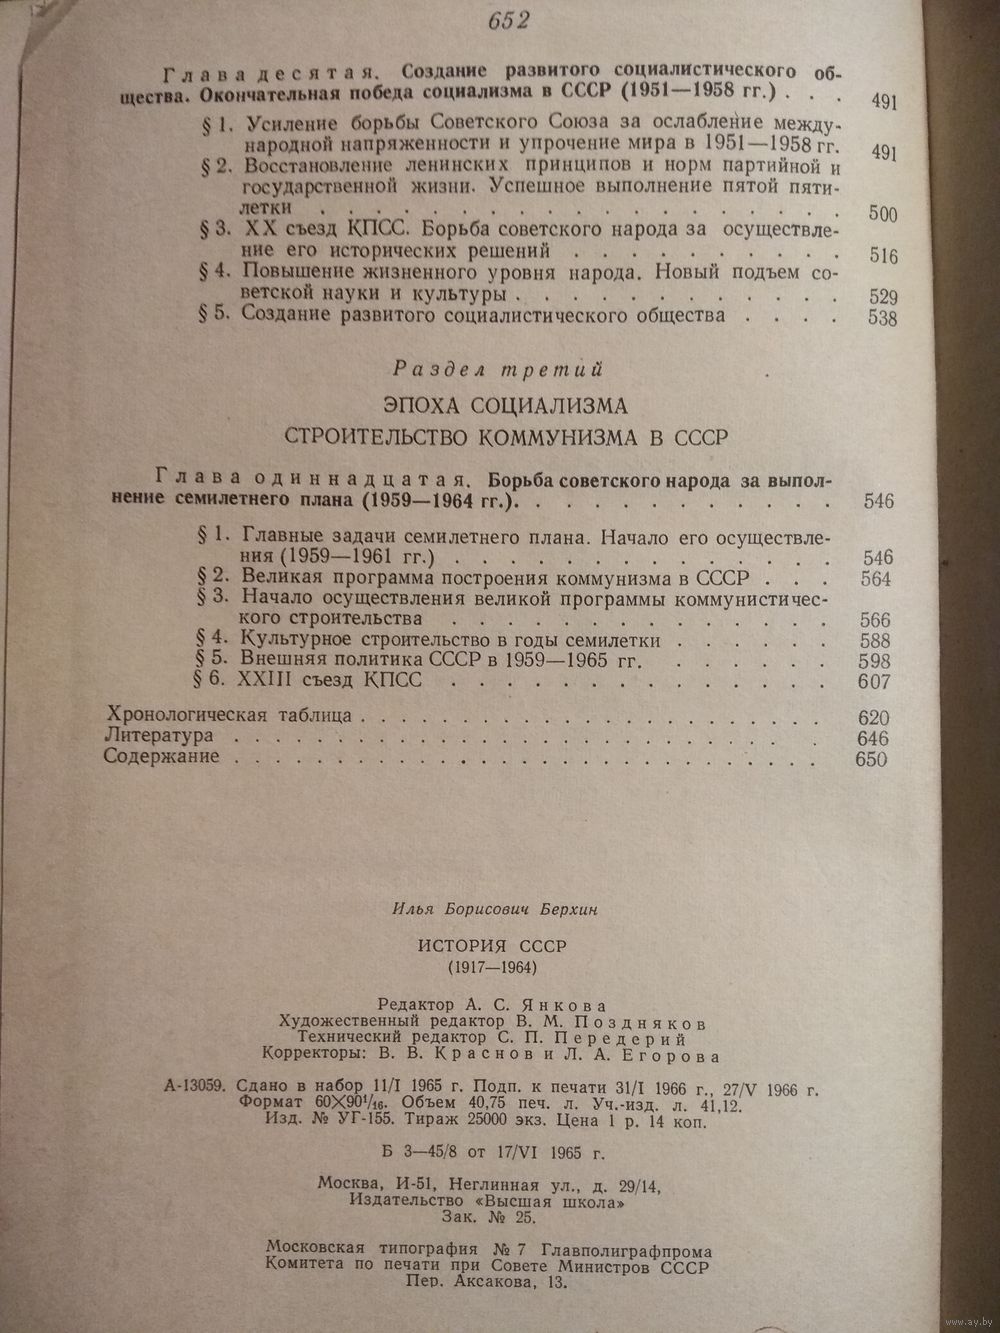 652
Глава десятая. Создание развитого социалистического об-
щества. Окончательная победа социализма в СССР (1951—1958 гг.) . . . 491
§ 1. Усиление борьбы Советского Союза за ослабление между-
народной напряженности и упрочение мира в 1951—1958 гг. 491
§ 2. Восстановление ленинских принципов и норм партийной и
государственной жизни. Успешное выполнение пятой пяти-
летки . . . . . . . . . . . . . . . . . . 500
§ 3. XX съезд КПСС. Борьба советского народа за осуществле-
ние его исторических решений . . . . . . . . . . 516
§ 4. Повышение жизненного уровня народа. Новый подъем со-
ветской науки и культуры . . . . . . . . . . . . 529
§ 5. Создание развитого социалистического общества . . . . 538
Раздел третий
ЭПОХА СОЦИАЛИЗМА
СТРОИТЕЛЬСТВО КОММУНИЗМА В СССР
Глава одиннадцатая. Борьба советского народа за выпол-
нение семилетнего плана (1959—1964 гг.). . . . . . . . . . . . 546
§ 1. Главные задачи семилетнего плана. Начало его осуществле-
ния (1959—1961 гг.) . . . . . . . . . . . . . . 546
§ 2. Великая программа построения коммунизма в СССР . . . 564
§ 3. Начало осуществления великой программы коммунистичес-
кого строительства . . . . . . . . . . . . . . 566
§ 4. Культурное строительство в годы семилетки . . . . . . 588
§ 5. Внешняя политика СССР в 1959—1965 гг. . . . . . . 598
§ 6. XXIII съезд КПСС . . . . . . . . . . . . . . 607
Хронологическая таблица . . . . . . . . . . . . . . . . . . . . 620
Литература . . . . . . . . . . . . . . . . . . . . . . . . . 646
Содержание . . . . . . . . . . . . . . . . . . . . . . . . . 650
Илья Борисович Берхин
ИСТОРИЯ СССР
(1917—1964)
Редактор А. С. Янкова
Художественный редактор В. М. Поздняков
Технический редактор С. П. Передерий
Корректоры: В. В. Краснов и Л. А. Егорова
А-13059. Сдано в набор 11/I 1965 г. Подп. к печати 31/I 1966 г., 27/V 1966 г.
Формат 60×90¹/₁₆. Объем 40,75 печ. л. Уч.-изд. л. 41,12.
Изд. № УГ-155. Тираж 25000 экз. Цена 1 р. 14 коп.
Б 3—45/8 от 17/VI 1965 г.
Москва, И-51, Неглинная ул., д. 29/14,
Издательство «Высшая школа»
Зак. № 25.
Московская типография № 7 Главполиграфпрома
Комитета по печати при Совете Министров СССР
Пер. Аксакова, 13.
www.ay.by